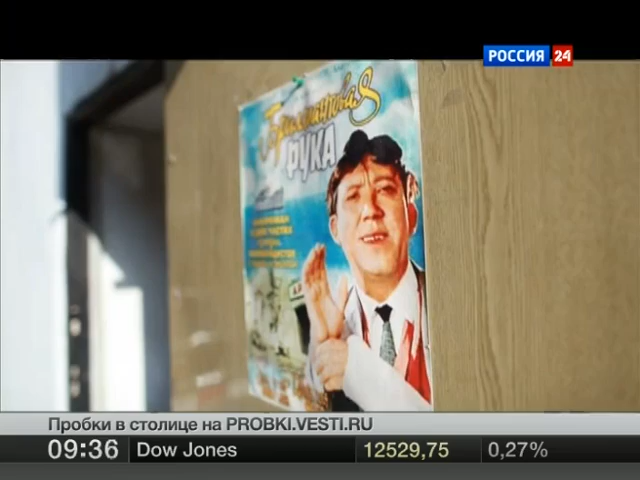 РОССИЯ 24
Бриллиантовая
РУКА
Пробки в столице на PROBKI.VESTI.RU
09:36 Dow Jones 12529,75 0,27%